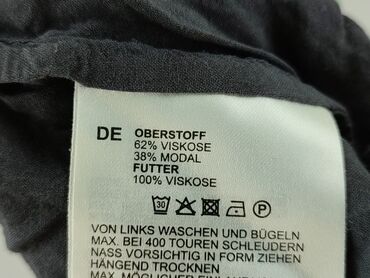 DE OBERSTOFF
62% VISKOSE
38% MODAL
FUTTER
100% VISKOSE
30 P
VON LINKS WASCHEN UND BÜGELN
MAX. BEI 400 TOUREN SCHLEUDERN
NASS VORSICHTIG IN FORM ZIEHEN
HÄNGEND TROCKNEN